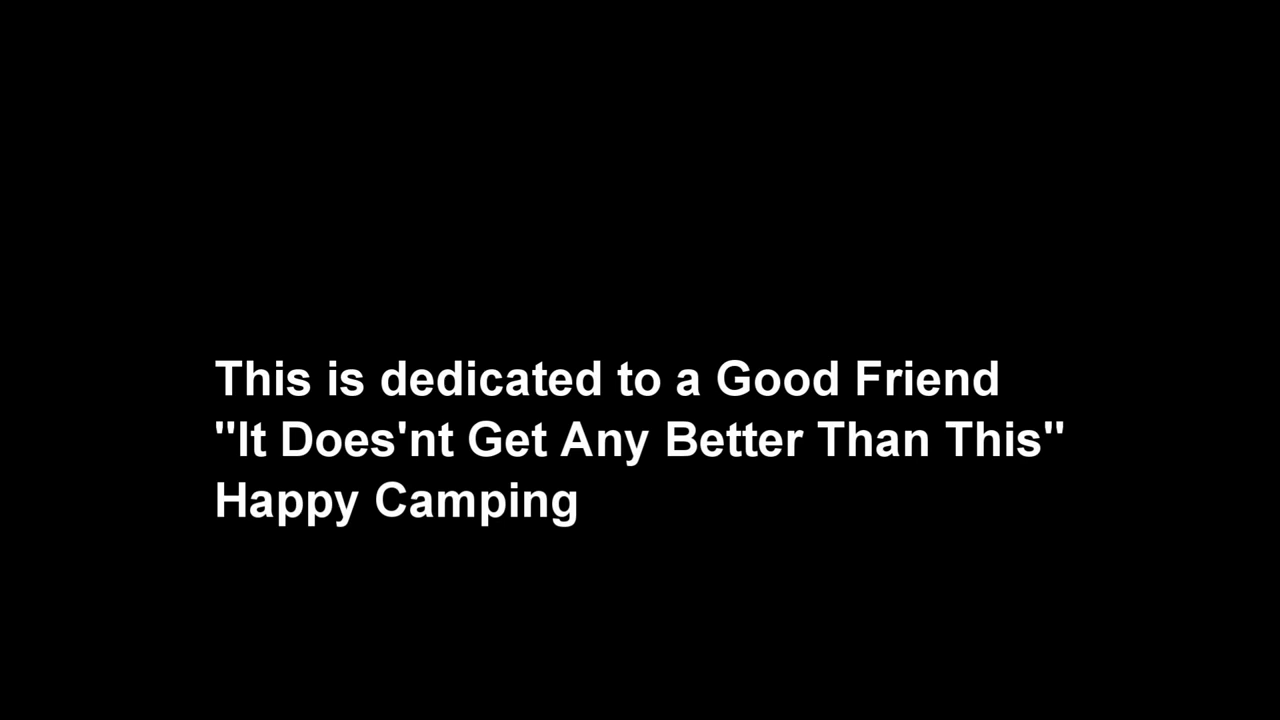 This is dedicated to a Good Friend
"It Does'nt Get Any Better Than This"
Happy Camping